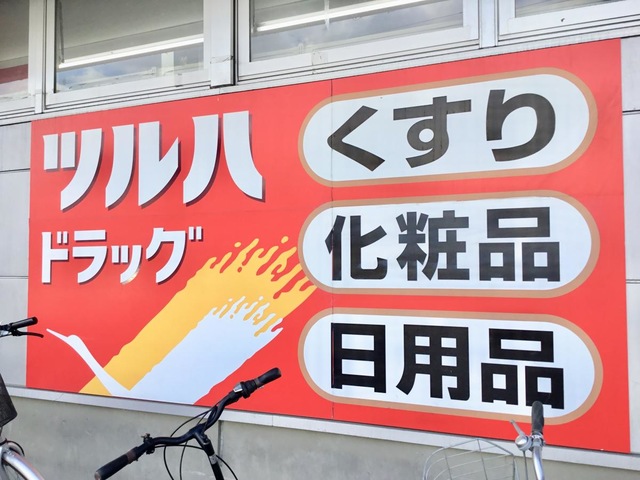 ツルハ
ドラッグ
くすり
化粧品
日用品